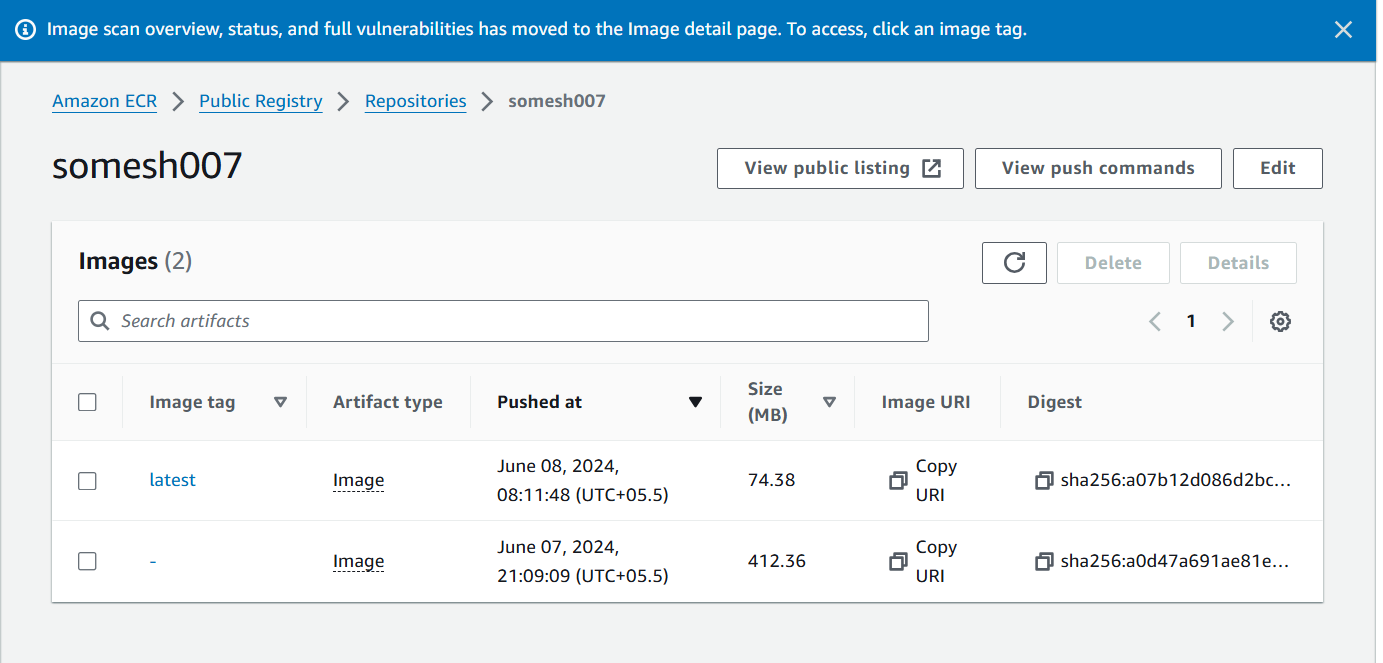 Image scan overview, status, and full vulnerabilities has moved to the Image detail page. To access, click an image tag.
Amazon ECR > Public Registry > Repositories > somesh007
somesh007
View public listing
View push commands
Edit
Images (2)
Delete
Details
Search artifacts
1
Image tag
Artifact type
Pushed at
Size
(MB)
Image URI
Digest
latest
Image
June 08, 2024,
08:11:48 (UTC+05.5)
74.38
Copy
URI
sha256:a07b12d086d2bc...
-
Image
June 07, 2024,
21:09:09 (UTC+05.5)
412.36
Copy
URI
sha256:a0d47a691ae81e...